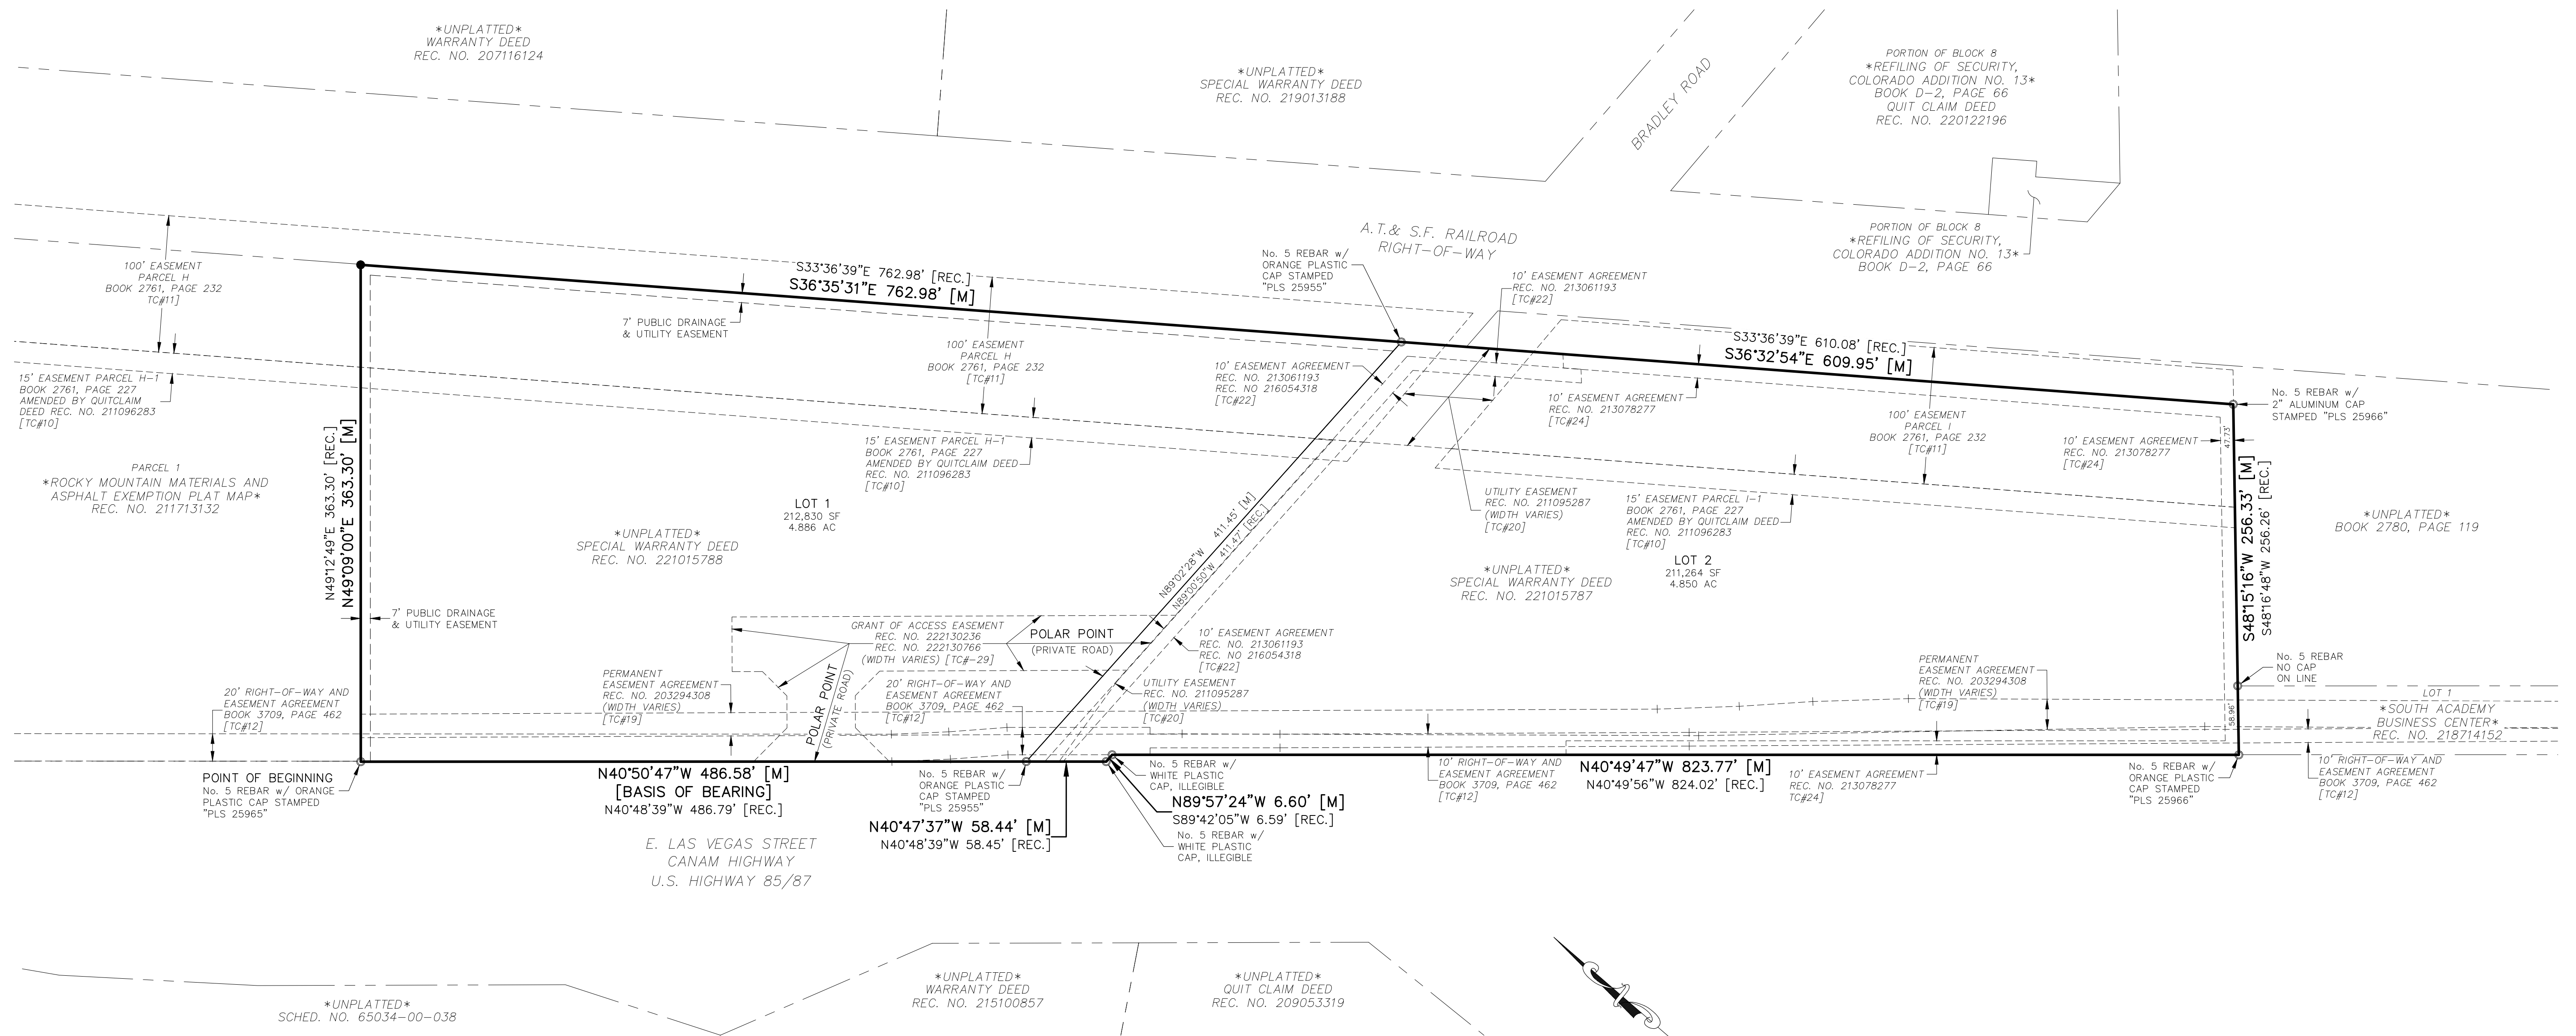 *UNPLATTED*
WARRANTY DEED
REC. NO. 207116124
*UNPLATTED*
SPECIAL WARRANTY DEED
REC. NO. 219013188
BRADLEY ROAD
PORTION OF BLOCK 8
*REFILING OF SECURITY,
COLORADO ADDITION NO. 13*
BOOK D-2, PAGE 66
QUIT CLAIM DEED
REC. NO. 220122196
PORTION OF BLOCK 8
*REFILING OF SECURITY,
COLORADO ADDITION NO. 13*
BOOK D-2, PAGE 66
A.T.& S.F. RAILROAD
RIGHT-OF-WAY
100' EASEMENT
PARCEL H
BOOK 2761, PAGE 232
TC#11]
S33°36'39"E 762.98' [REC.]
S36°35'31"E 762.98' [M]
7' PUBLIC DRAINAGE
& UTILITY EASEMENT
No. 5 REBAR w/
ORANGE PLASTIC
CAP STAMPED
"PLS 25955"
10' EASEMENT AGREEMENT
REC. NO. 213061193
[TC#22]
100' EASEMENT
PARCEL H
BOOK 2761, PAGE 232
[TC#11]
10' EASEMENT AGREEMENT
REC. NO. 213061193
REC. NO 216054318
[TC#22]
S33°36'39"E 610.08' [REC.]
S36°32'54"E 609.95' [M]
10' EASEMENT AGREEMENT
REC. NO. 213078277
[TC#24]
No. 5 REBAR w/
2" ALUMINUM CAP
STAMPED "PLS 25966"
15' EASEMENT PARCEL H-1
BOOK 2761, PAGE 227
AMENDED BY QUITCLAIM
DEED REC. NO. 211096283
[TC#10]
15' EASEMENT PARCEL H-1
BOOK 2761, PAGE 227
AMENDED BY QUITCLAIM DEED
REC. NO. 211096283
[TC#10]
100' EASEMENT
PARCEL I
BOOK 2761, PAGE 232
[TC#11]
10' EASEMENT AGREEMENT
REC. NO. 213078277
[TC#24]
47.73'
N49°12'49"E 363.30' [REC.]
N49°09'00"E 363.30' [M]
PARCEL 1
*ROCKY MOUNTAIN MATERIALS AND
ASPHALT EXEMPTION PLAT MAP*
REC. NO. 211713132
LOT 1
212,830 SF
4.886 AC
*UNPLATTED*
SPECIAL WARRANTY DEED
REC. NO. 221015788
N89°02'28"W 411.45' [M]
N89°00'50"W 411.47' [REC.]
UTILITY EASEMENT
REC. NO. 211095287
(WIDTH VARIES)
[TC#20]
15' EASEMENT PARCEL I-1
BOOK 2761, PAGE 227
AMENDED BY QUITCLAIM DEED
REC. NO. 211096283
[TC#10]
*UNPLATTED*
SPECIAL WARRANTY DEED
REC. NO. 221015787
LOT 2
211,264 SF
4.850 AC
S48°15'16"W 256.33' [M]
S48°16'48"W 256.26' [REC.]
*UNPLATTED*
BOOK 2780, PAGE 119
7' PUBLIC DRAINAGE
& UTILITY EASEMENT
GRANT OF ACCESS EASEMENT
REC. NO. 222130236
REC. NO. 222130766
(WIDTH VARIES) [TC#-29]
POLAR POINT
(PRIVATE ROAD)
POLAR POINT
(PRIVATE ROAD)
10' EASEMENT AGREEMENT
REC. NO. 213061193
REC. NO 216054318
[TC#22]
20' RIGHT-OF-WAY AND
EASEMENT AGREEMENT
BOOK 3709, PAGE 462
[TC#12]
PERMANENT
EASEMENT AGREEMENT
REC. NO. 203294308
(WIDTH VARIES)
[TC#19]
20' RIGHT-OF-WAY AND
EASEMENT AGREEMENT
BOOK 3709, PAGE 462
[TC#12]
UTILITY EASEMENT
REC. NO. 211095287
(WIDTH VARIES)
[TC#20]
PERMANENT
EASEMENT AGREEMENT
REC. NO. 203294308
(WIDTH VARIES)
[TC#19]
No. 5 REBAR
NO CAP
ON LINE
58.96'
LOT 1
*SOUTH ACADEMY
BUSINESS CENTER*
REC. NO. 218714152
POINT OF BEGINNING
No. 5 REBAR w/ ORANGE
PLASTIC CAP STAMPED
"PLS 25965"
N40°50'47"W 486.58' [M]
[BASIS OF BEARING]
N40°48'39"W 486.79' [REC.]
No. 5 REBAR w/
ORANGE PLASTIC
CAP STAMPED
"PLS 25955"
N40°47'37"W 58.44' [M]
N40°48'39"W 58.45' [REC.]
No. 5 REBAR w/
WHITE PLASTIC
CAP, ILLEGIBLE
N89°57'24"W 6.60' [M]
S89°42'05"W 6.59' [REC.]
No. 5 REBAR w/
WHITE PLASTIC
CAP, ILLEGIBLE
10' RIGHT-OF-WAY AND
EASEMENT AGREEMENT
BOOK 3709, PAGE 462
[TC#12]
N40°49'47"W 823.77' [M]
N40°49'56"W 824.02' [REC.]
10' EASEMENT AGREEMENT
REC. NO. 213078277
TC#24]
No. 5 REBAR w/
ORANGE PLASTIC
CAP STAMPED
"PLS 25966"
10' RIGHT-OF-WAY AND
EASEMENT AGREEMENT
BOOK 3709, PAGE 462
[TC#12]
E. LAS VEGAS STREET
CANAM HIGHWAY
U.S. HIGHWAY 85/87
*UNPLATTED*
SCHED. NO. 65034-00-038
*UNPLATTED*
WARRANTY DEED
REC. NO. 215100857
*UNPLATTED*
QUIT CLAIM DEED
REC. NO. 209053319